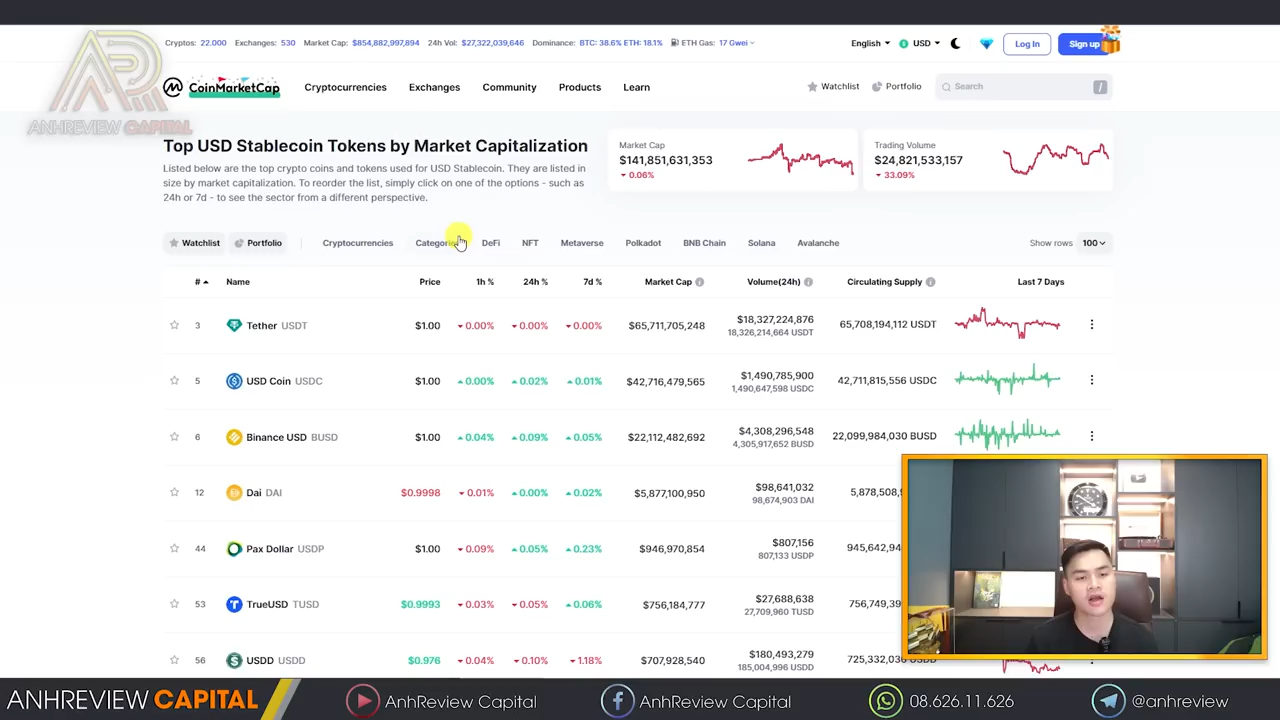 Cryptos: 22.000 Exchanges: 530 Market Cap: $854,882,997,894 24h Vol: $27,322,039,646 Dominance: BTC: 38.6% ETH: 18.1% ETH Gas: 17 Gwei English USD Log In Sign up
ANHREVIEW CAPITAL
CoinMarketCap Cryptocurrencies Exchanges Community Products Learn Watchlist Portfolio Search /
Top USD Stablecoin Tokens by Market Capitalization
Listed below are the top crypto coins and tokens used for USD Stablecoin. They are listed in
size by market capitalization. To reorder the list, simply click on one of the options - such as
24h or 7d - to see the sector from a different perspective.
Market Cap
$141,851,631,353
0.06%
Trading Volume
$24,821,533,157
33.09%
Watchlist Portfolio Cryptocurrencies DeFi NFT Metaverse Polkadot BNB Chain Solana Avalanche Show rows 100
# Name Price 1h % 24h % 7d % Market Cap Volume(24h) Circulating Supply Last 7 Days
3 Tether USDT $1.00 0.00% 0.00% 0.00% $65,711,705,248 $18,327,224,876 65,708,194,112 USDT
18,326,214,664 USDT
5 USD Coin USDC $1.00 0.00% 0.02% 0.01% $42,716,479,565 $1,490,785,900 42,711,815,556 USDC
1,490,647,598 USDC
6 Binance USD BUSD $1.00 0.04% 0.09% 0.05% $22,112,482,692 $4,308,296,548 22,099,984,030 BUSD
4,305,917,652 BUSD
12 Dai DAI $0.9998 0.01% 0.00% 0.02% $5,877,100,950 $98,641,032 5,878,508,
98,674,903 DAI
44 Pax Dollar USDP $1.00 0.09% 0.05% 0.23% $946,970,854 $807,156 945,642,94
807,133 USDP
53 TrueUSD TUSD $0.9993 0.03% 0.05% 0.06% $756,184,777 $27,688,638 756,749,39
27,709,960 TUSD
56 USDD USDD $0.976 0.04% 0.10% 1.18% $707,928,540 $180,493,279 725,332,03
185,004,996 USDD
ANHREVIEW CAPITAL AnhReview Capital AnhReview Capital 08.626.11.626 @anhreview